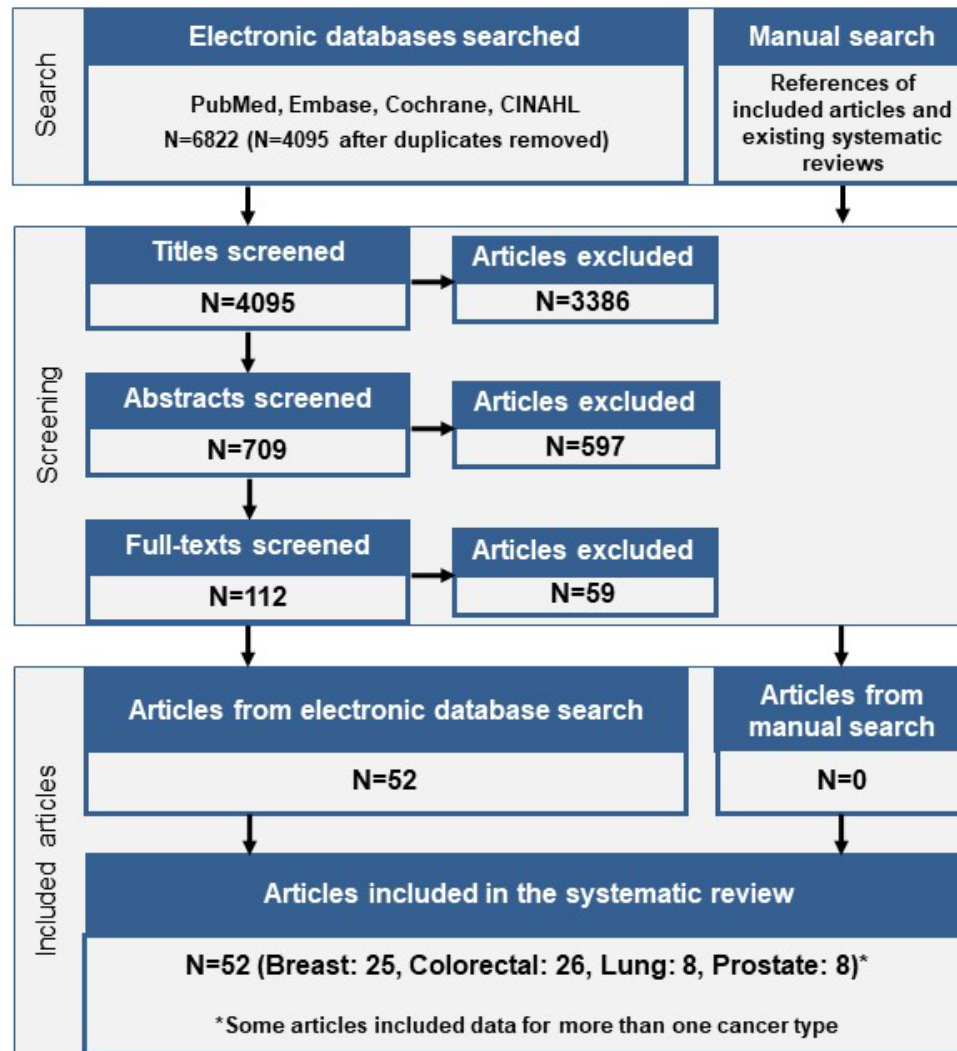 Search
Electronic databases searched
PubMed, Embase, Cochrane, CINAHL
N=6822 (N=4095 after duplicates removed)
Manual search
References of
included articles and
existing systematic
reviews
Screening
Titles screened
N=4095
Articles excluded
N=3386
Abstracts screened
N=709
Articles excluded
N=597
Full-texts screened
N=112
Articles excluded
N=59
Included articles
Articles from electronic database search
N=52
Articles from
manual search
N=0
Articles included in the systematic review
N=52 (Breast: 25, Colorectal: 26, Lung: 8, Prostate: 8)*
*Some articles included data for more than one cancer type